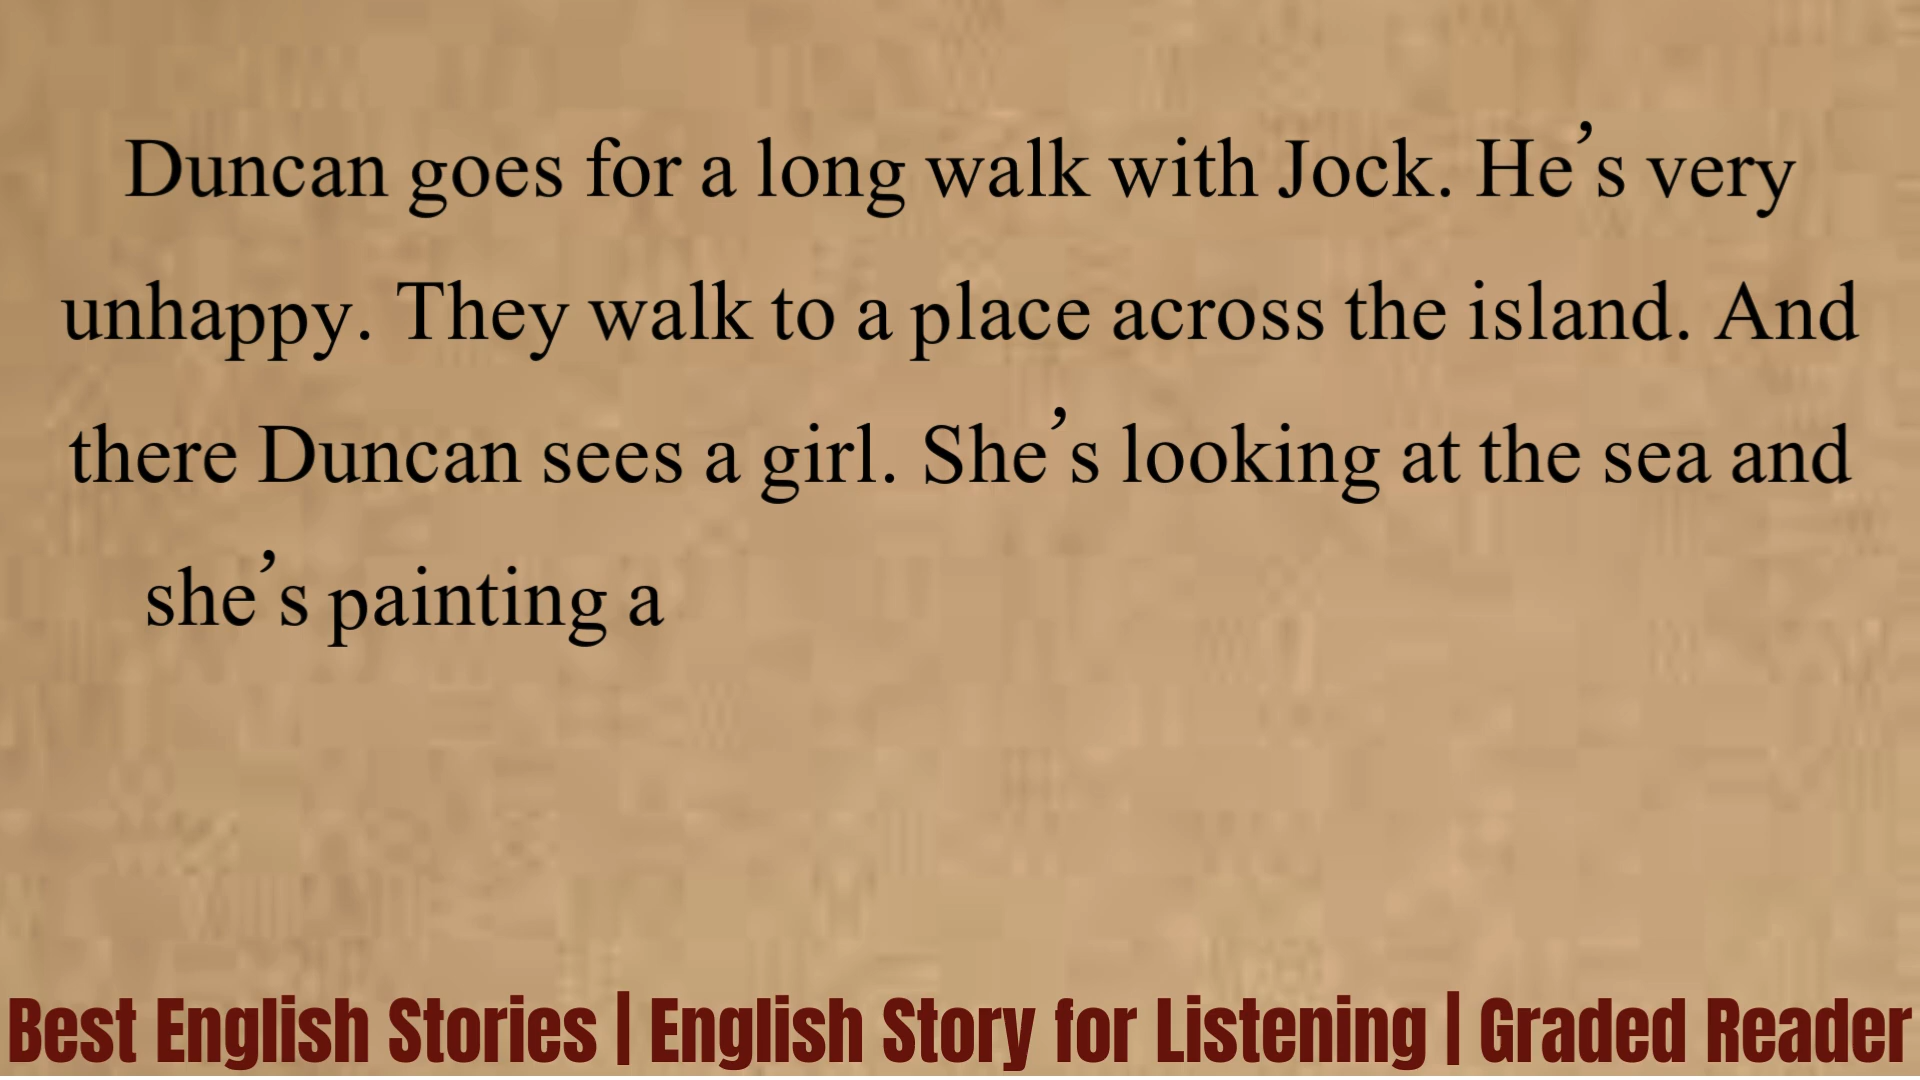 Duncan goes for a long walk with Jock. He’s very
unhappy. They walk to a place across the island. And
there Duncan sees a girl. She’s looking at the sea and
she’s painting a
Best English Stories | English Story for Listening | Graded Reader